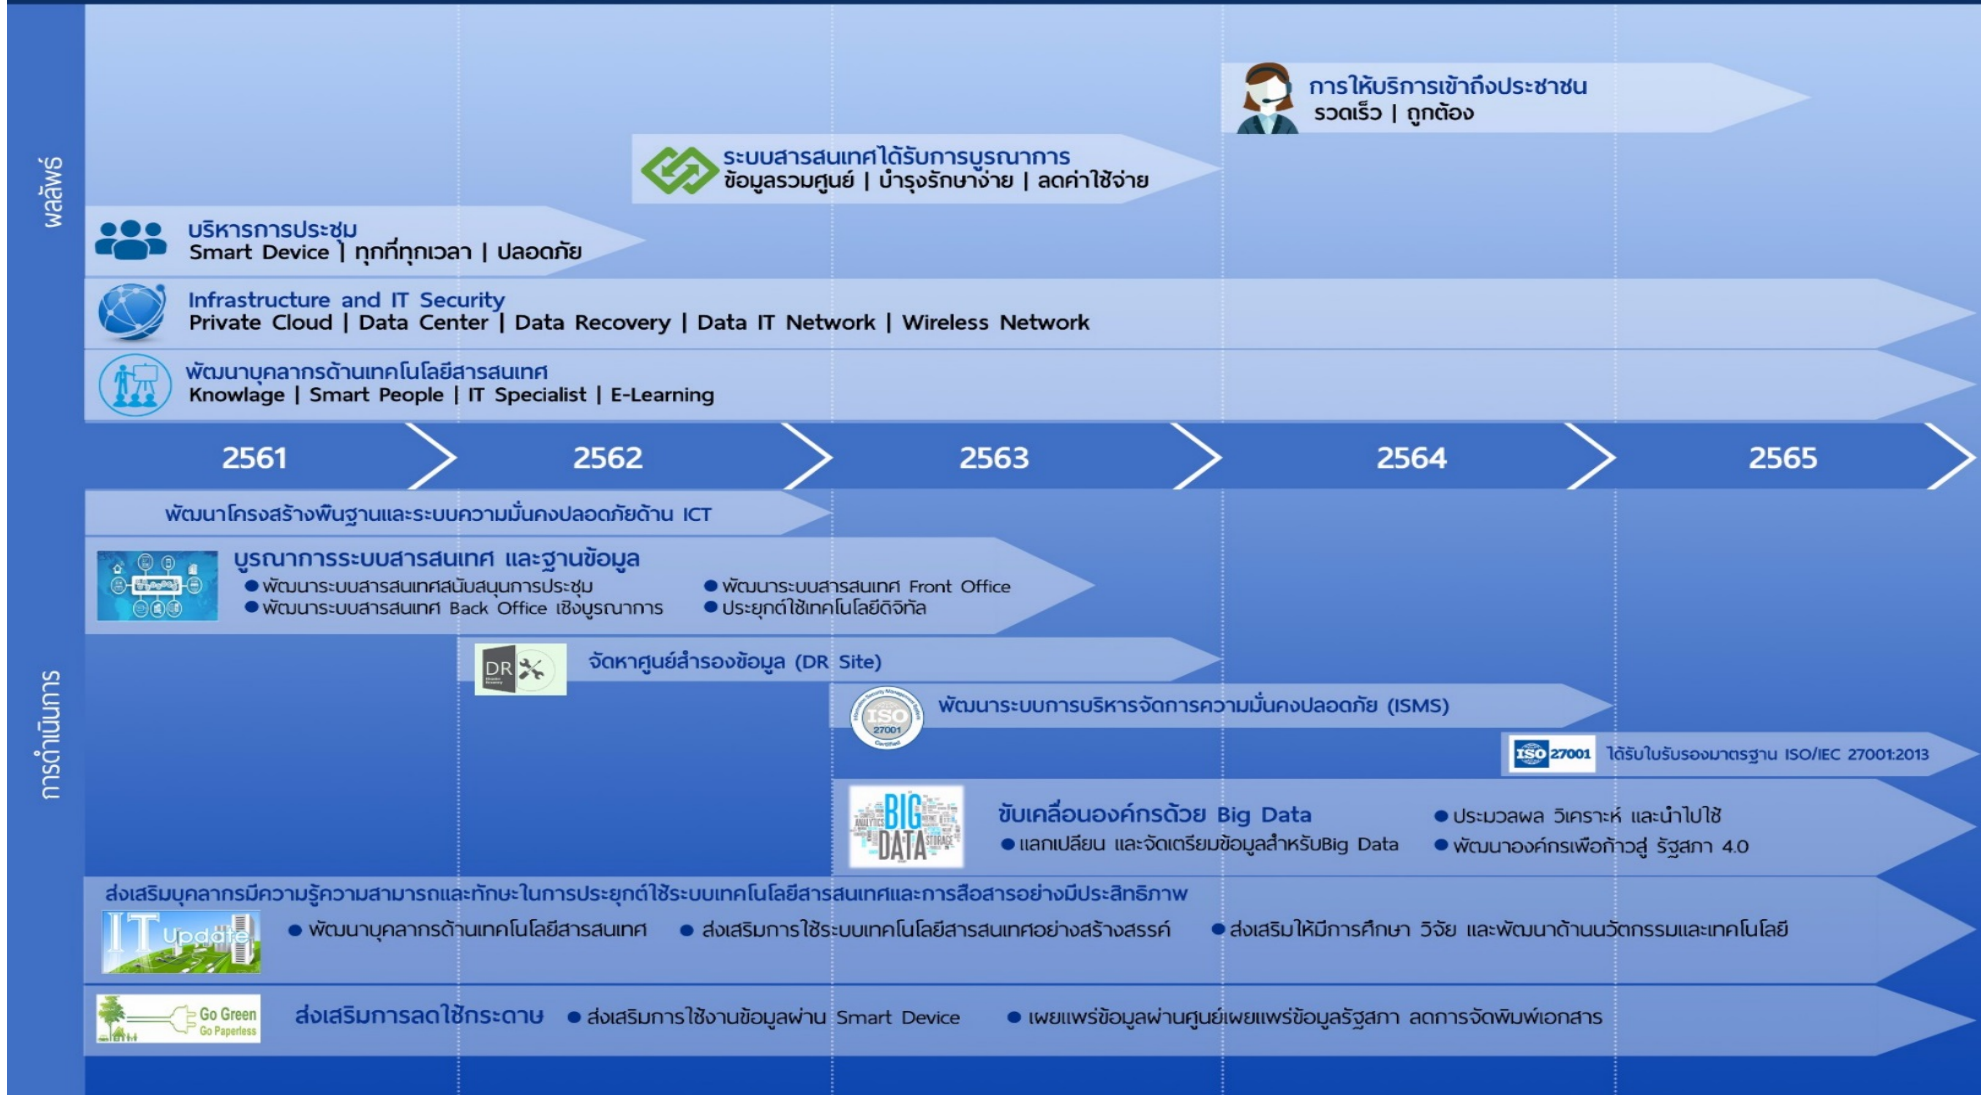 ผลลัพธ์
การให้บริการเข้าถึงประชาชน
รวดเร็ว | ถูกต้อง
ระบบสารสนเทศได้รับการบูรณาการ
ข้อมูลรวมศูนย์ | บำรุงรักษาง่าย | ลดค่าใช้จ่าย
บริหารการประชุม
Smart Device | ทุกที่ทุกเวลา | ปลอดภัย
Infrastructure and IT Security
Private Cloud | Data Center | Data Recovery | Data IT Network | Wireless Network
พัฒนาบุคลากรด้านเทคโนโลยีสารสนเทศ
Knowlage | Smart People | IT Specialist | E-Learning
2561 2562 2563 2564 2565
การดำเนินการ
พัฒนาโครงสร้างพื้นฐานและระบบความมั่นคงปลอดภัยด้าน ICT
บูรณาการระบบสารสนเทศ และฐานข้อมูล
● พัฒนาระบบสารสนเทศสนับสนุนการประชุม ● พัฒนาระบบสารสนเทศ Front Office
● พัฒนาระบบสารสนเทศ Back Office เชิงบูรณาการ ● ประยุกต์ใช้เทคโนโลยีดิจิทัล
DR
จัดหาศูนย์สำรองข้อมูล (DR Site)
ISO
27001
Certified
พัฒนาระบบการบริหารจัดการความมั่นคงปลอดภัย (ISMS)
ISO 27001 ได้รับใบรับรองมาตรฐาน ISO/IEC 27001:2013
BIG
DATA
ขับเคลื่อนองค์กรด้วย Big Data ● ประมวลผล วิเคราะห์ และนำไปใช้
● แลกเปลี่ยน และจัดเตรียมข้อมูลสำหรับBig Data ● พัฒนาองค์กรเพื่อก้าวสู่ รัฐสภา 4.0
ส่งเสริมบุคลากรมีความรู้ความสามารถและทักษะในการประยุกต์ใช้ระบบเทคโนโลยีสารสนเทศและการสื่อสารอย่างมีประสิทธิภาพ
IT Update
● พัฒนาบุคลากรด้านเทคโนโลยีสารสนเทศ ● ส่งเสริมการใช้ระบบเทคโนโลยีสารสนเทศอย่างสร้างสรรค์ ● ส่งเสริมให้มีการศึกษา วิจัย และพัฒนาด้านนวัตกรรมและเทคโนโลยี
Go Green
Go Paperless
ส่งเสริมการลดใช้กระดาษ ● ส่งเสริมการใช้งานข้อมูลผ่าน Smart Device ● เผยแพร่ข้อมูลผ่านศูนย์เผยแพร่ข้อมูลรัฐสภา ลดการจัดพิมพ์เอกสาร